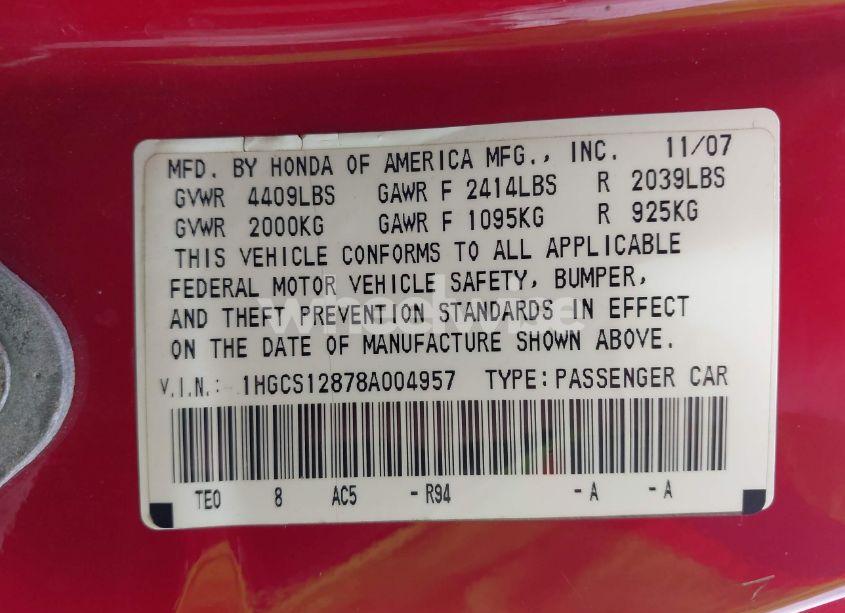 MFD. BY HONDA OF AMERICA MFG., INC. 11/07
GVWR 4409LBS GAWR F 2414LBS R 2039LBS
GVWR 2000KG GAWR F 1095KG R 925KG
THIS VEHICLE CONFORMS TO ALL APPLICABLE
FEDERAL MOTOR VEHICLE SAFETY, BUMPER,
AND THEFT PREVENTION STANDARDS IN EFFECT
ON THE DATE OF MANUFACTURE SHOWN ABOVE.
V.I.N.: 1HGCS12878A004957 TYPE: PASSENGER CAR
TE0 8 AC5 -R94 -A -A
wheelwise